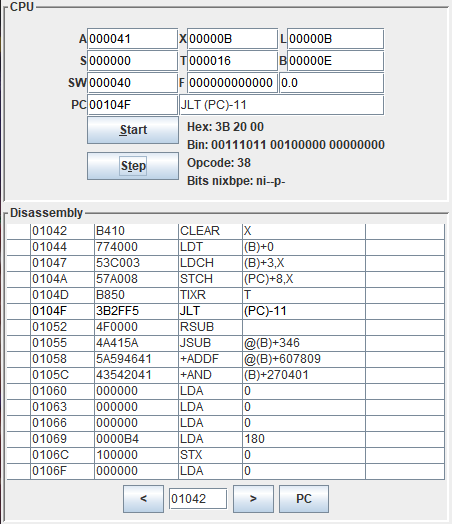 CPU
A 000041 X 00000B L 00000B
S 000000 T 000016 B 00000E
SW 000040 F 000000000000 0.0
PC 00104F JLT (PC)-11
Start Hex: 3B 20 00
Bin: 00111011 00100000 00000000
Step Opcode: 38
Bits nixbpe: ni--p-
Disassembly
01042 B410 CLEAR X
01044 774000 LDT (B)+0
01047 53C003 LDCH (B)+3,X
0104A 57A008 STCH (PC)+8,X
0104D B850 TIXR T
0104F 3B2FF5 JLT (PC)-11
01052 4F0000 RSUB
01055 4A415A JSUB @(B)+346
01058 5A594641 +ADDF @(B)+607809
0105C 43542041 +AND (B)+270401
01060 000000 LDA 0
01063 000000 LDA 0
01066 000000 LDA 0
01069 0000B4 LDA 180
0106C 100000 STX 0
0106F 000000 LDA 0
< 01042 > PC